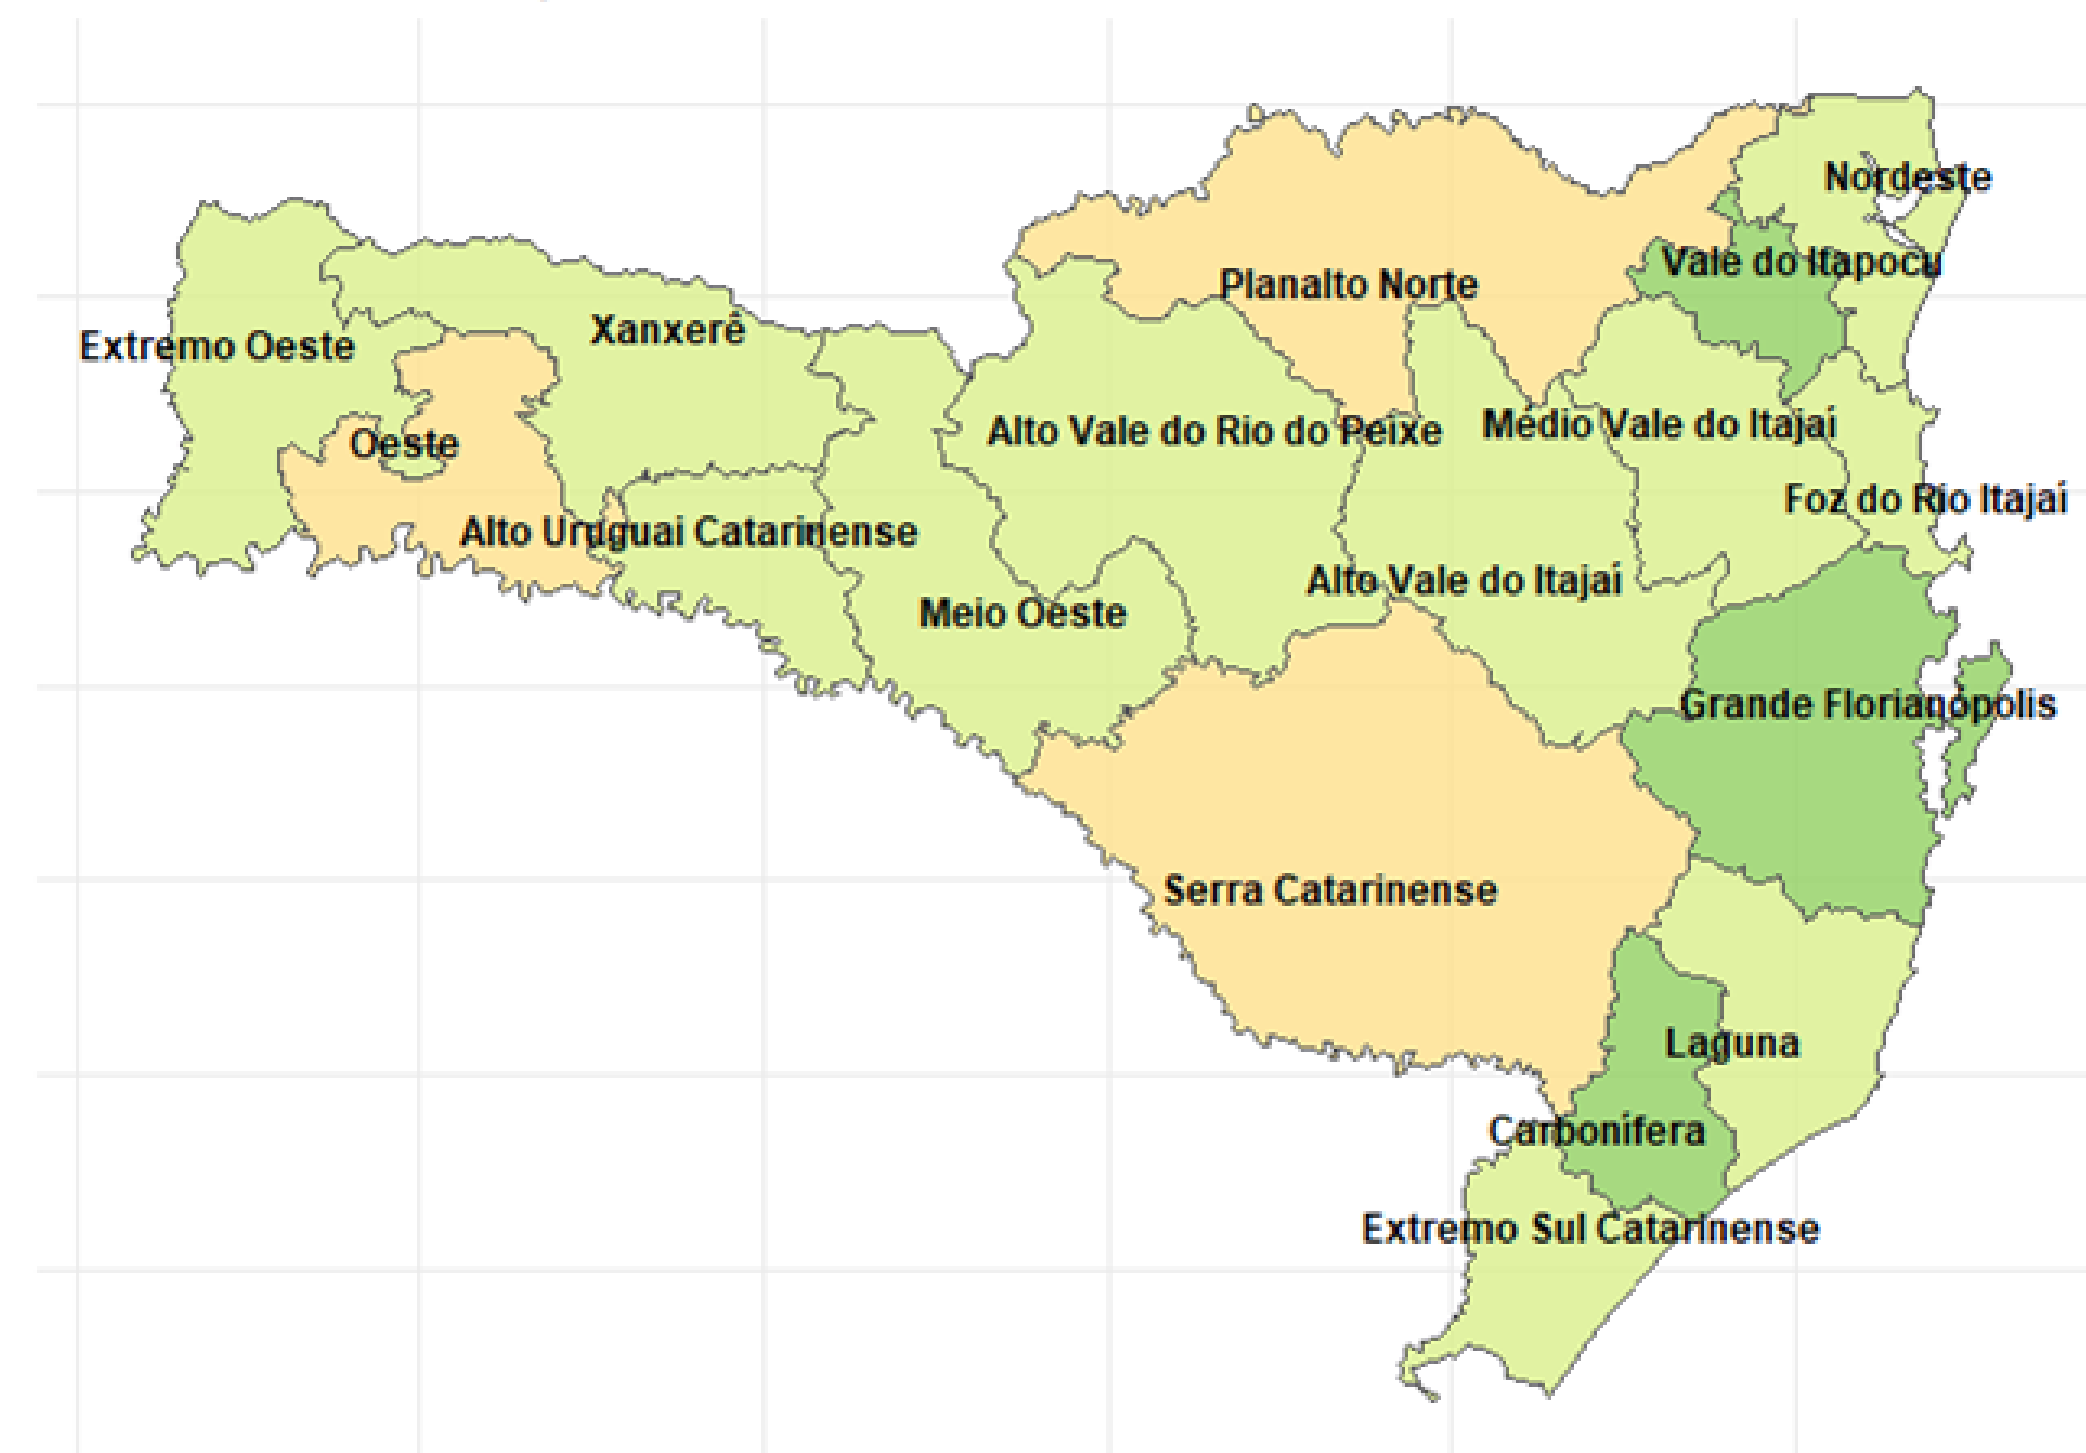 Nordeste
Vale do Itapocu
Planalto Norte
Xanxerê
Extremo Oeste
Alto Vale do Rio do Peixe
Médio Vale do Itajaí
Oeste
Foz do Rio Itajaí
Alto Uruguai Catarinense
Alto Vale do Itajaí
Meio Oeste
Grande Florianópolis
Serra Catarinense
Laguna
Carbonífera
Extremo Sul Catarinense